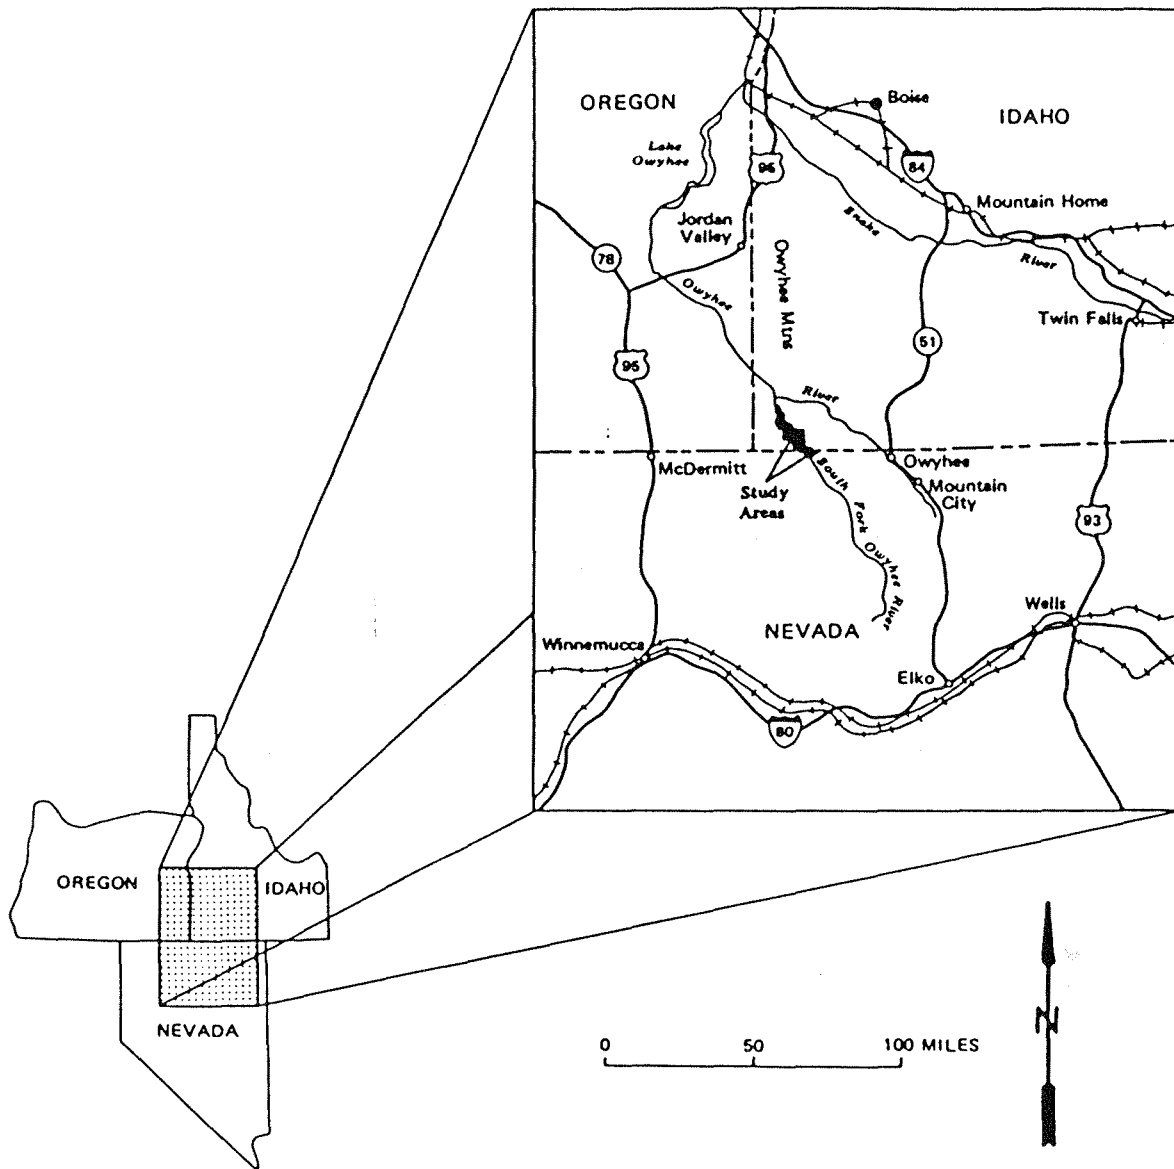 OREGON
Boise
IDAHO
Lake
Owyhee
95
84
Mountain Home
Jordan
Valley
Snake
River
78
Owyhee
Owyhee Mtns
Twin Falls
51
95
River
McDermitt
Owyhee
Mountain
City
Study
Areas
South Fork Owyhee River
93
Wells
NEVADA
Winnemucca
Elko
80
OREGON
IDAHO
NEVADA
0 50 100 MILES
N